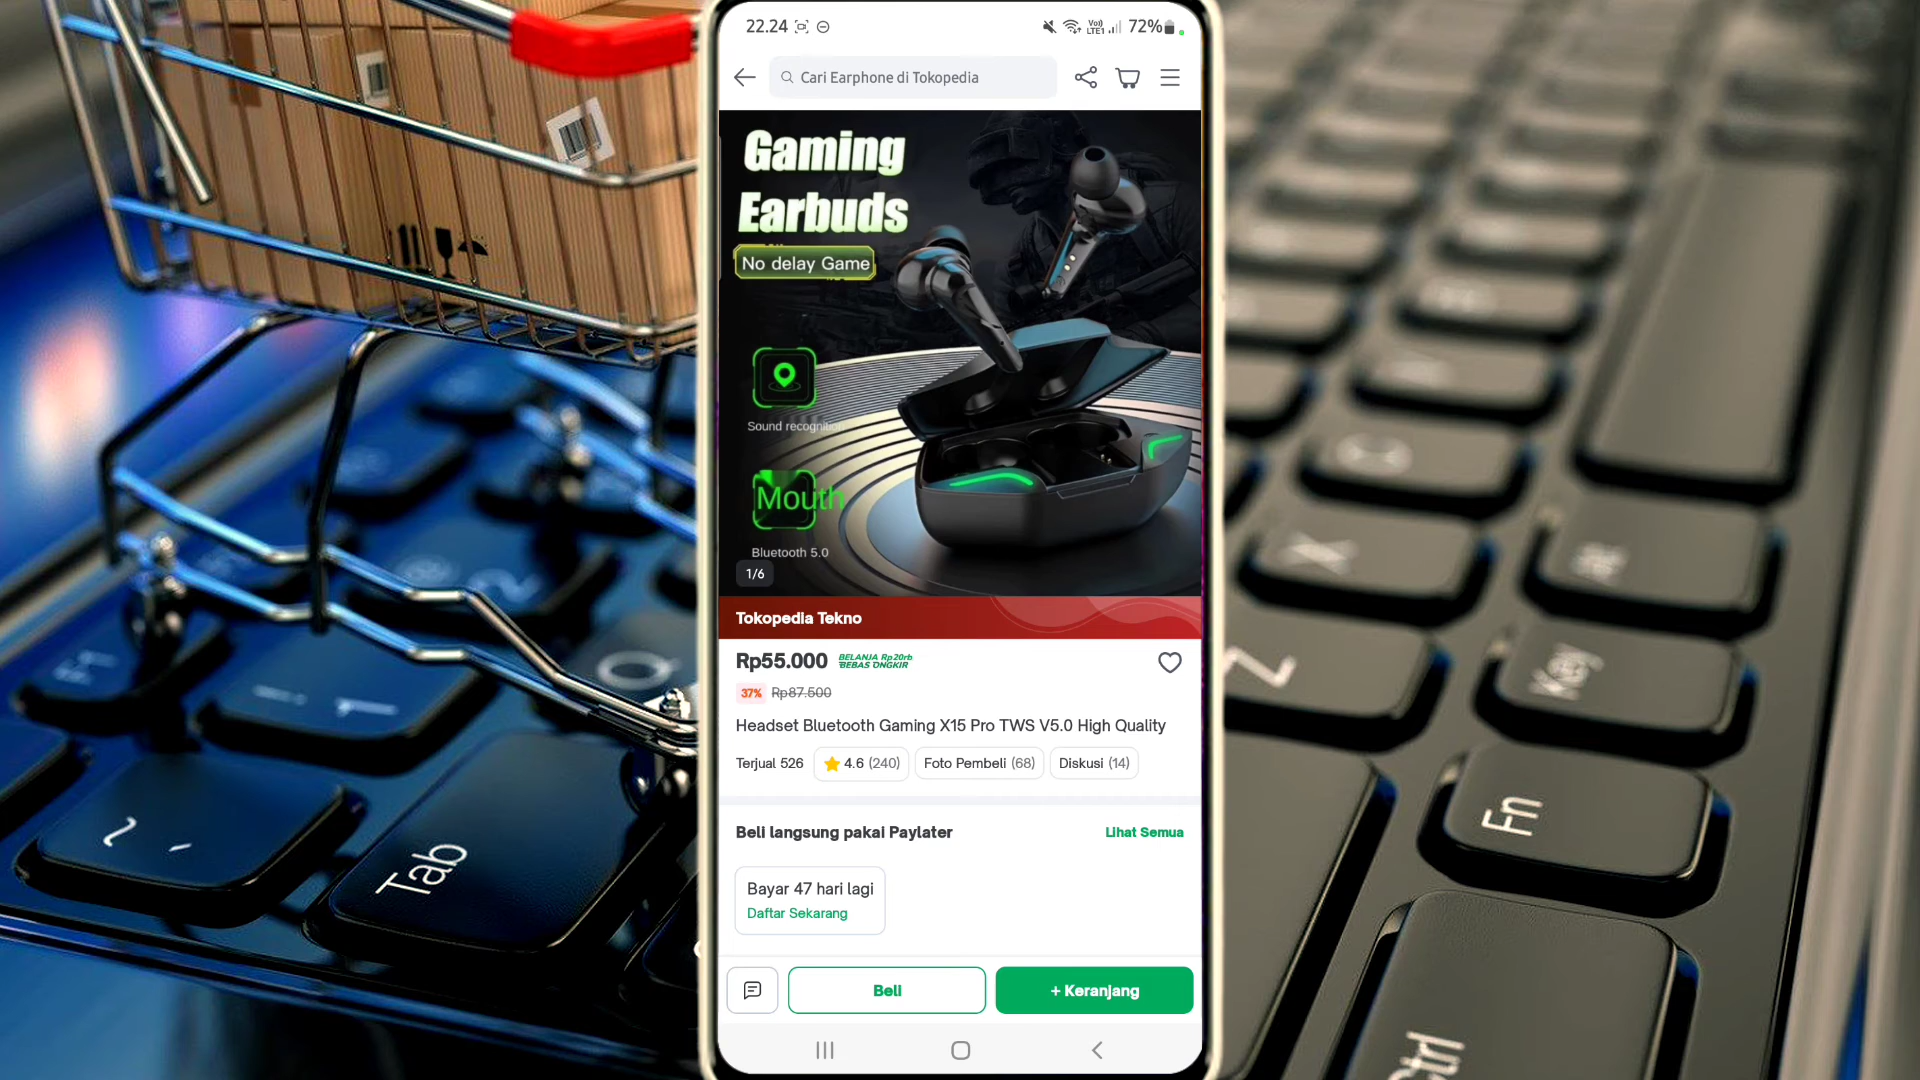 22.24
Vo))
LTE1
72%
Cari Earphone di Tokopedia
Gaming
Earbuds
No delay Game
Sound recognition
Mouth
Bluetooth 5.0
1/6
Tokopedia Tekno
Rp55.000
BELANJA Rp20rb
BEBAS ONGKIR
37% Rp87.500
Headset Bluetooth Gaming X15 Pro TWS V5.0 High Quality
Terjual 526
4.6 (240)
Foto Pembeli (68)
Diskusi (14)
Beli langsung pakai Paylater
Lihat Semua
Bayar 47 hari lagi
Daftar Sekarang
Beli
+ Keranjang
Tab
Z
X
Fn
Ctrl